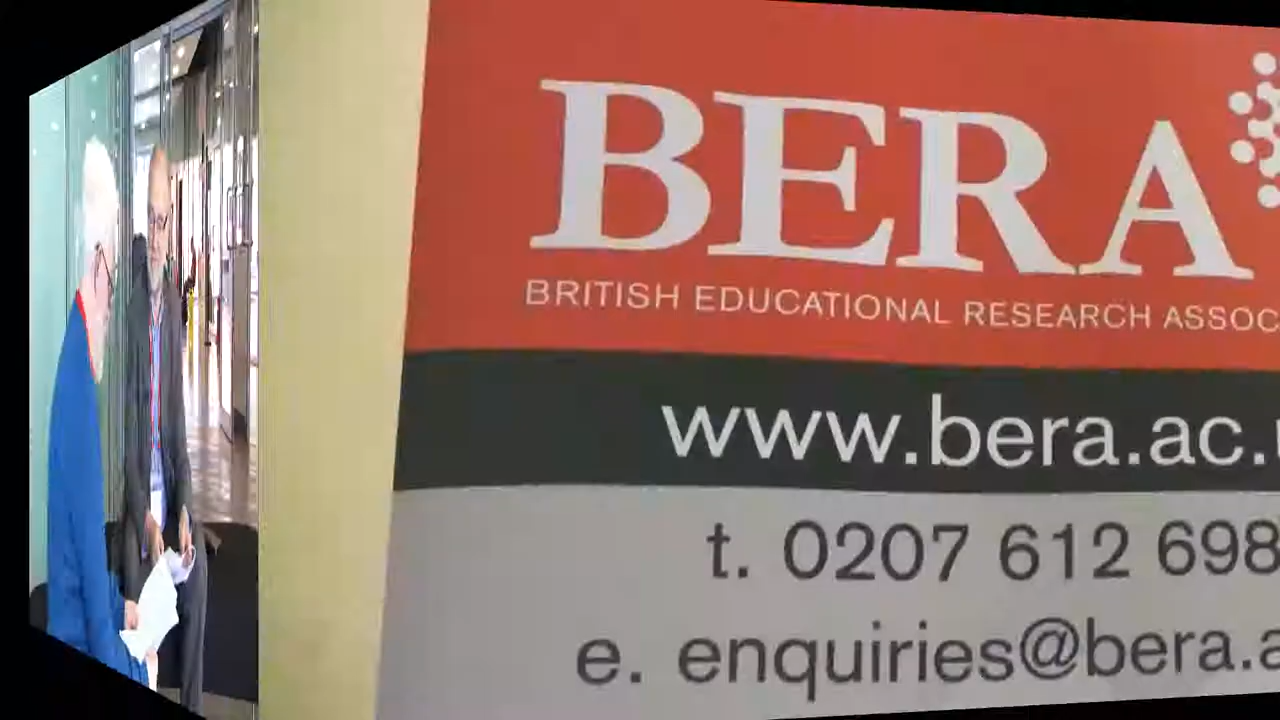 BERA
BRITISH EDUCATIONAL RESEARCH ASSOC
www.bera.ac.
t. 0207 612 698
e. enquiries@bera.a